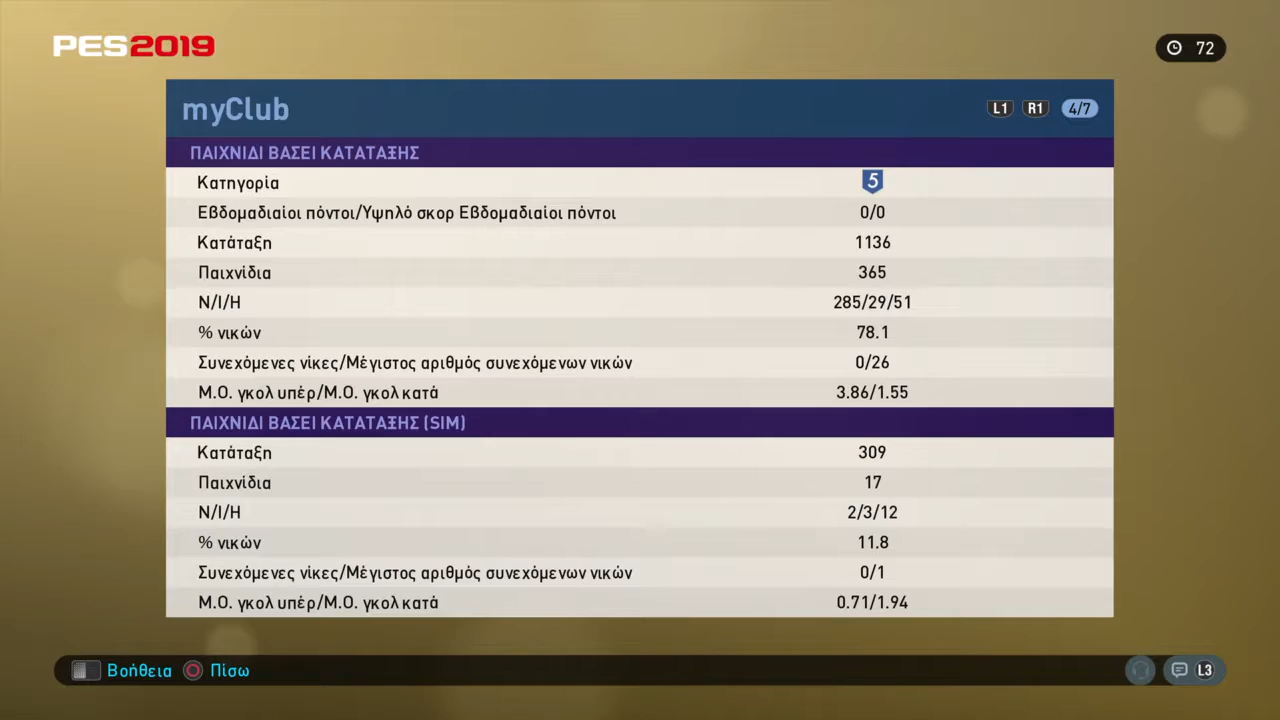 PES2019
72
myClub
L1 R1 4/7
ΠΑΙΧΝΙΔΙ ΒΑΣΕΙ ΚΑΤΑΤΑΞΗΣ
Κατηγορία 5
Εβδομαδιαίοι πόντοι/Υψηλό σκορ Εβδομαδιαίοι πόντοι 0/0
Κατάταξη 1136
Παιχνίδια 365
Ν/Ι/Η 285/29/51
% νικών 78.1
Συνεχόμενες νίκες/Μέγιστος αριθμός συνεχόμενων νικών 0/26
Μ.Ο. γκολ υπέρ/Μ.Ο. γκολ κατά 3.86/1.55
ΠΑΙΧΝΙΔΙ ΒΑΣΕΙ ΚΑΤΑΤΑΞΗΣ (SIM)
Κατάταξη 309
Παιχνίδια 17
Ν/Ι/Η 2/3/12
% νικών 11.8
Συνεχόμενες νίκες/Μέγιστος αριθμός συνεχόμενων νικών 0/1
Μ.Ο. γκολ υπέρ/Μ.Ο. γκολ κατά 0.71/1.94
Βοήθεια Πίσω L3